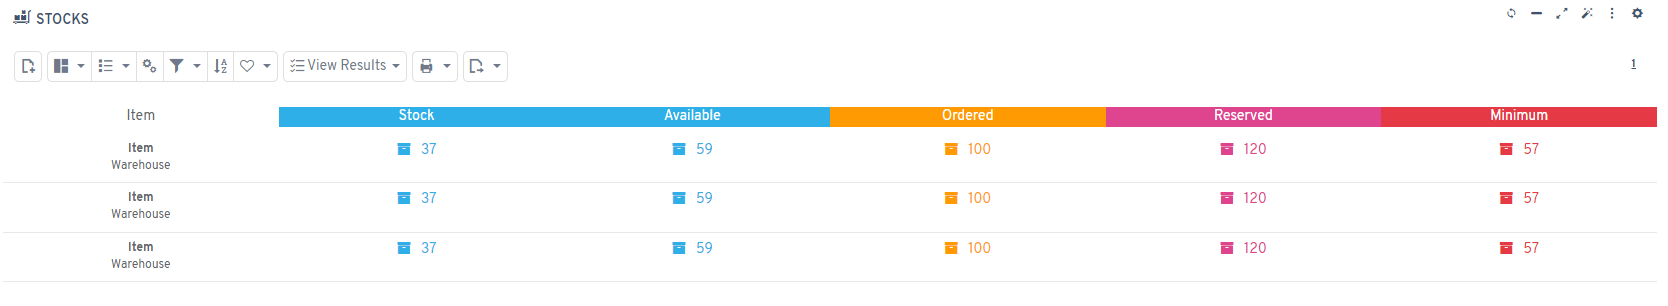 STOCKS
View Results
1
Item Stock Available Ordered Reserved Minimum
Item 37 59 100 120 57
Warehouse
Item 37 59 100 120 57
Warehouse
Item 37 59 100 120 57
Warehouse